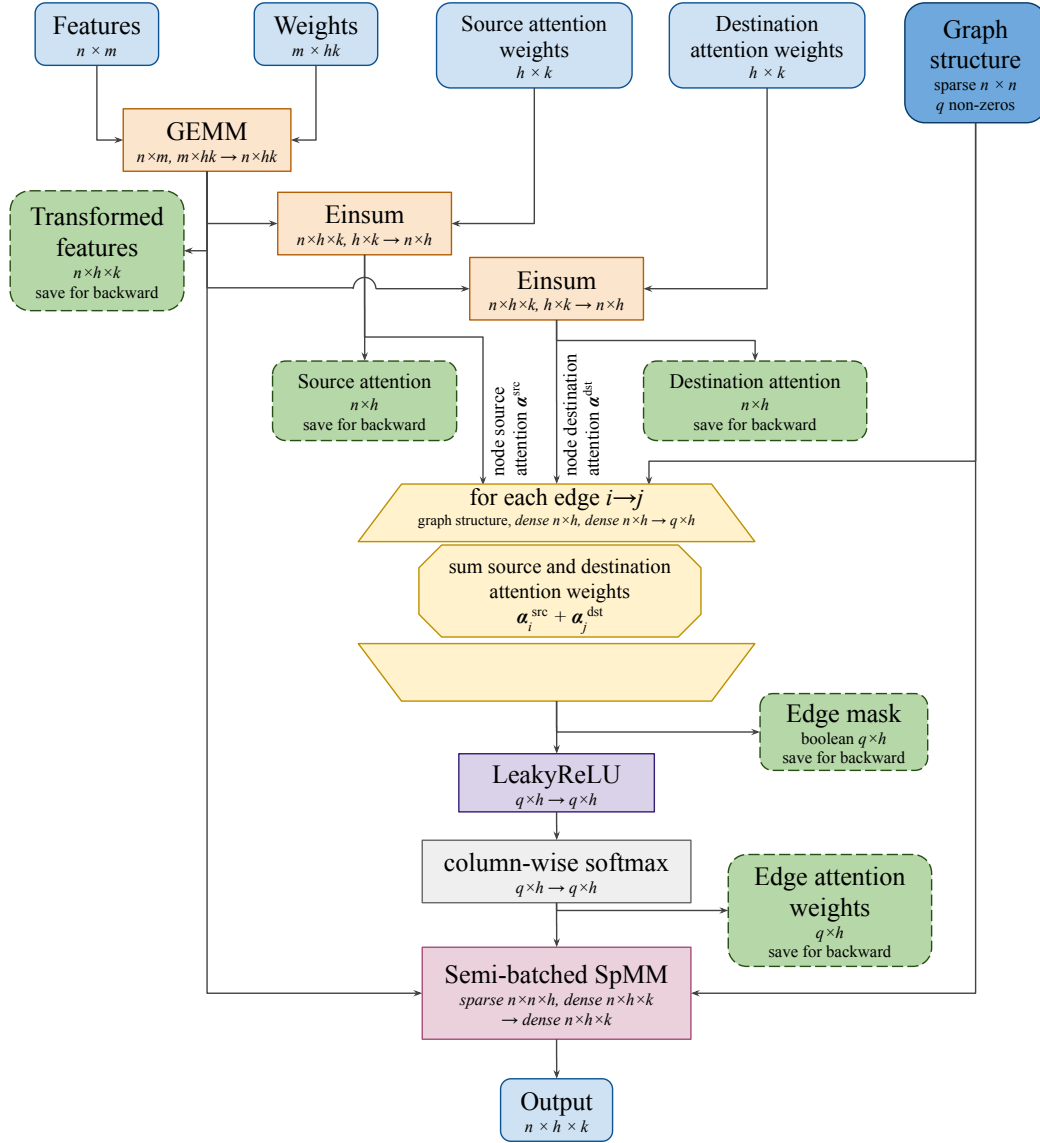 Features
n × m
Weights
m × hk
Source attention
weights
h × k
Destination
attention weights
h × k
Graph
structure
sparse n × n
q non-zeros
GEMM
n×m, m×hk → n×hk
Transformed
features
n×h×k
save for backward
Einsum
n×h×k, h×k → n×h
Einsum
n×h×k, h×k → n×h
Source attention
n×h
save for backward
node source
attention α^src
node destination
attention α^dst
Destination attention
n×h
save for backward
for each edge i→j
graph structure, dense n×h, dense n×h → q×h
sum source and destination
attention weights
α_i^src + α_j^dst
Edge mask
boolean q×h
save for backward
LeakyReLU
q×h → q×h
column-wise softmax
q×h → q×h
Edge attention
weights
q×h
save for backward
Semi-batched SpMM
sparse n×n×h, dense n×h×k
→ dense n×h×k
Output
n × h × k